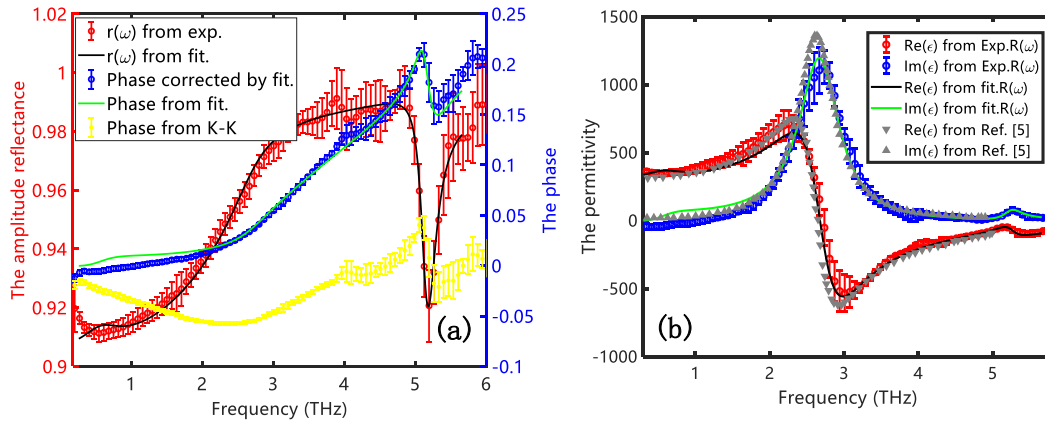 1.02
1
0.98
0.96
0.94
0.92
0.9
The amplitude reflectance
r(ω) from exp.
r(ω) from fit.
Phase corrected by fit.
Phase from fit.
Phase from K-K
(a)
0.25
0.2
0.15
0.1
0.05
0
-0.05
-0.1
The phase
1 2 3 4 5 6
Frequency (THz)
1500
1000
500
0
-500
-1000
The permittivity
(b)
Re(ϵ) from Exp.R(ω)
Im(ϵ) from Exp.R(ω)
Re(ϵ) from fit.R(ω)
Im(ϵ) from fit.R(ω)
Re(ϵ) from Ref. [5]
Im(ϵ) from Ref. [5]
1 2 3 4 5
Frequency (THz)